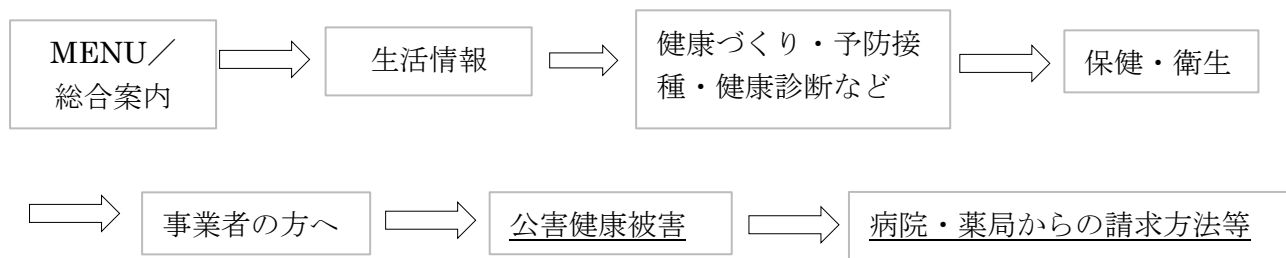 MENU／
総合案内
生活情報
健康づくり・予防接
種・健康診断など
保健・衛生
事業者の方へ
公害健康被害
病院・薬局からの請求方法等